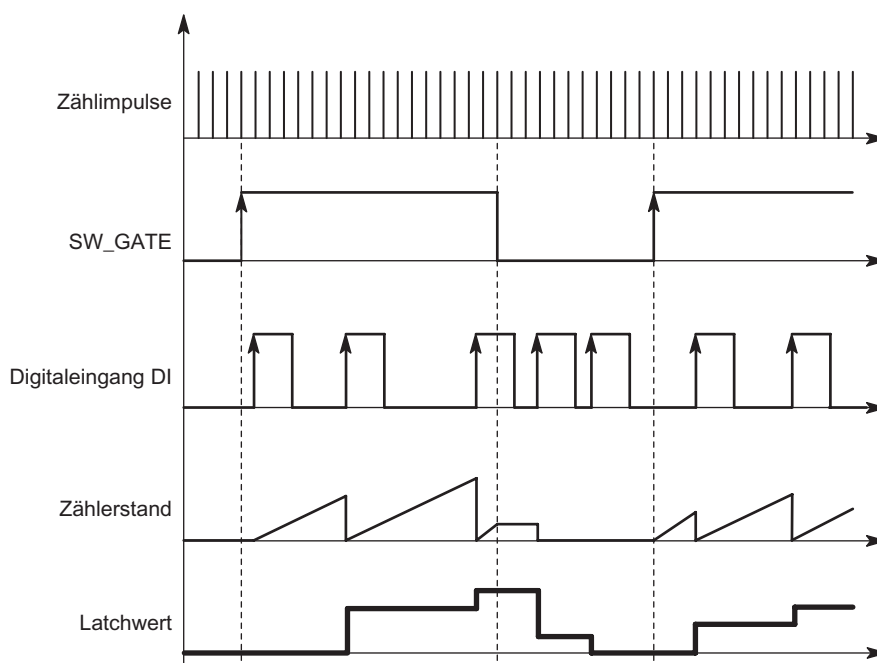 Zählimpulse
SW_GATE
Digitaleingang DI
Zählerstand
Latchwert